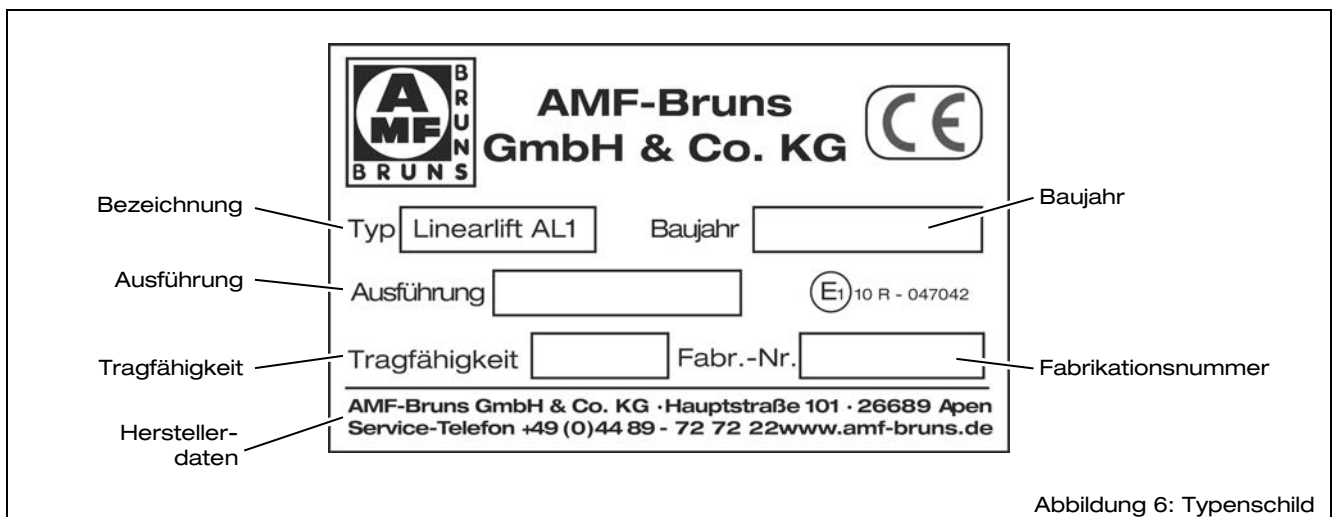 A
AMF
BRUNS
BRUNS
AMF-Bruns
GmbH & Co. KG
CE
Bezeichnung
Typ Linearlift AL1 Baujahr
Baujahr
Ausführung
Ausführung
E1 10 R - 047042
Tragfähigkeit
Tragfähigkeit Fabr.-Nr.
Fabrikationsnummer
Hersteller-
daten
AMF-Bruns GmbH & Co. KG · Hauptstraße 101 · 26689 Apen
Service-Telefon +49 (0)44 89 - 72 72 22www.amf-bruns.de
Abbildung 6: Typenschild